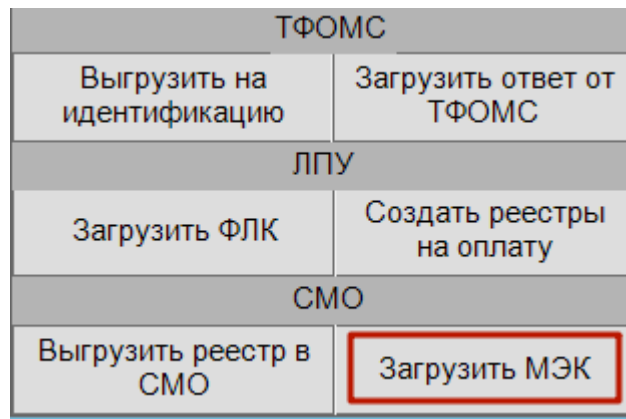 ТФОМС
Выгрузить на
идентификацию
Загрузить ответ от
ТФОМС
ЛПУ
Загрузить ФЛК
Создать реестры
на оплату
СМО
Выгрузить реестр в
СМО
Загрузить МЭК